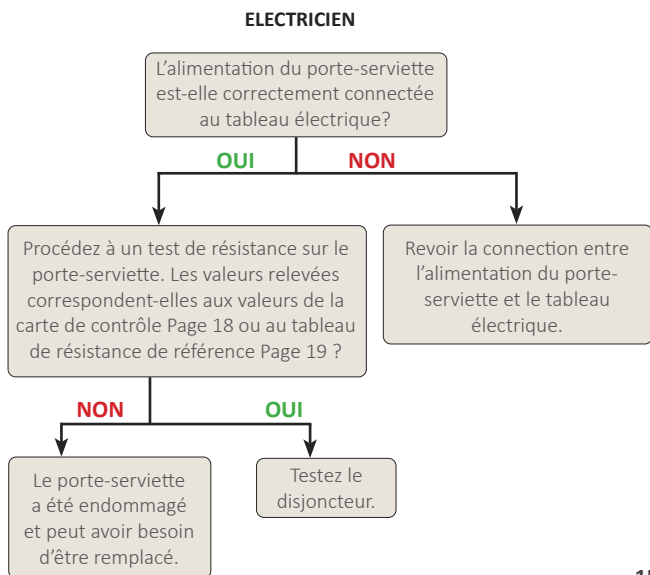 ELECTRICIEN
L'alimentation du porte-serviette
est-elle correctement connectée
au tableau électrique?
OUI
NON
Procédez à un test de résistance sur le
porte-serviette. Les valeurs relevées
correspondent-elles aux valeurs de la
carte de contrôle Page 18 ou au tableau
de résistance de référence Page 19 ?
Revoir la connection entre
l'alimentation du porte-
serviette et le tableau
électrique.
NON
OUI
Le porte-serviette
a été endommagé
et peut avoir besoin
d'être remplacé.
Testez le
disjoncteur.